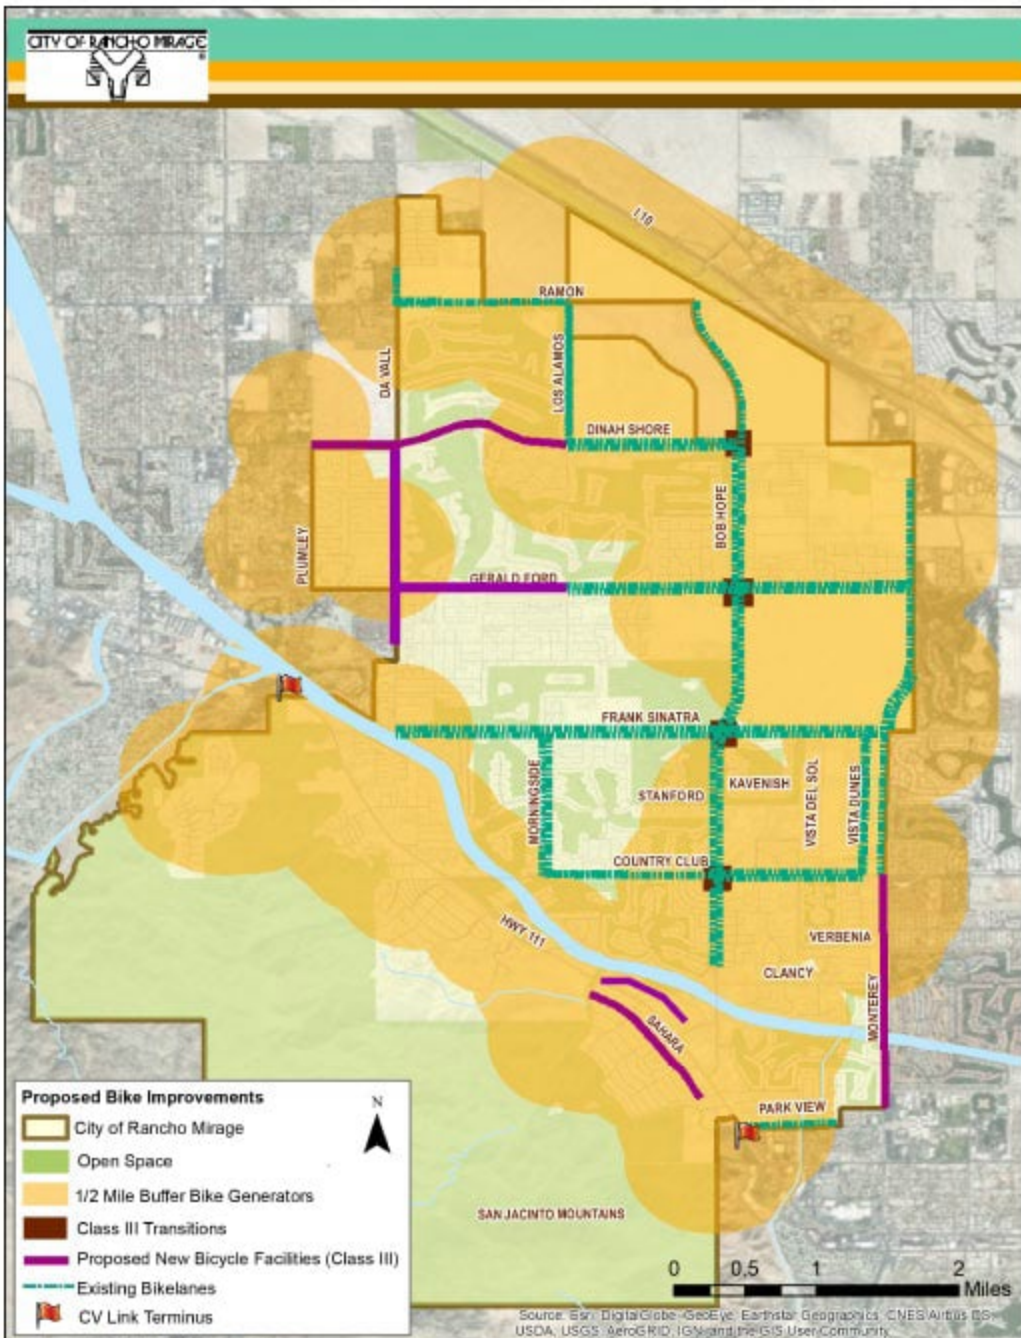 CITY OF RANCHO MIRAGE
®
I 10
RAMON
DA VALL
LOS ALAMOS
DINAH SHORE
BOB HOPE
PLUMLEY
GERALD FORD
FRANK SINATRA
MORNINGSIDE
STANFORD
KAVENISH
VISTA DEL SOL
VISTA DUNES
COUNTRY CLUB
HWY 111
VERBENIA
CLANCY
MONTEREY
SAHARA
PARK VIEW
SAN JACINTO MOUNTAINS
Proposed Bike Improvements
N
City of Rancho Mirage
Open Space
1/2 Mile Buffer Bike Generators
Class III Transitions
Proposed New Bicycle Facilities (Class III)
Existing Bikelanes
CV Link Terminus
0 0,5 1 2
Miles
Source: Esri, DigitalGlobe, GeoEye, Earthstar Geographics, CNES/Airbus DS,
USDA, USGS, AeroGRID, IGN, and the GIS User Community